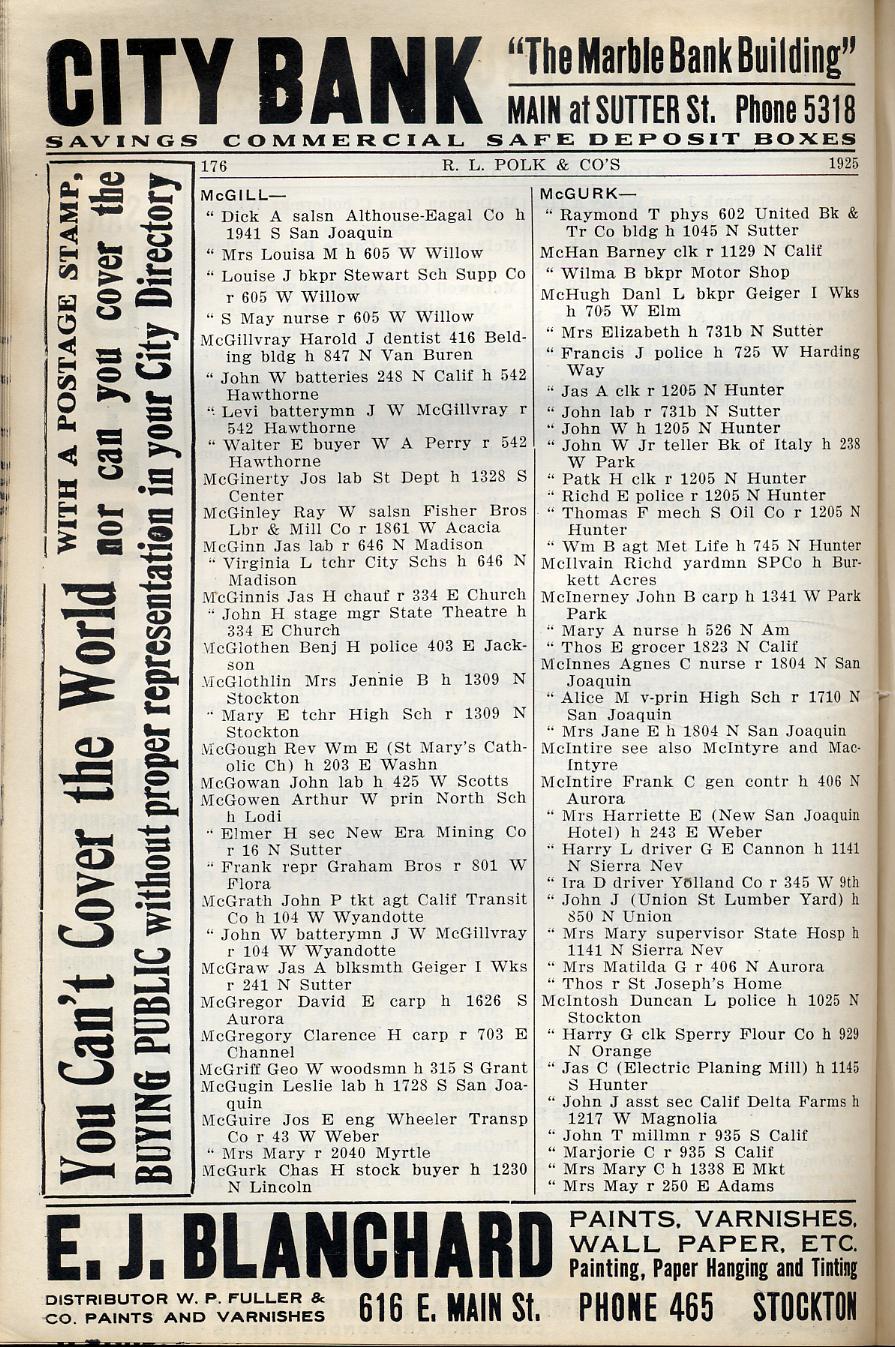 CITY BANK
"The Marble Bank Building"
MAIN at SUTTER St. Phone 5318
SAVINGS COMMERCIAL SAFE DEPOSIT BOXES
You Can't Cover the World WITH A POSTAGE STAMP, nor can you cover the
BUYING PUBLIC without proper representation in your City Directory
176 R. L. POLK & CO'S 1925
McGILL—
" Dick A salsn Althouse-Eagal Co h
1941 S San Joaquin
" Mrs Louisa M h 605 W Willow
" Louise J bkpr Stewart Sch Supp Co
r 605 W Willow
" S May nurse r 605 W Willow
McGillvray Harold J dentist 416 Beld-
ing bldg h 847 N Van Buren
" John W batteries 248 N Calif h 542
Hawthorne
" Levi batterymn J W McGillvray r
542 Hawthorne
" Walter E buyer W A Perry r 542
Hawthorne
McGinerty Jos lab St Dept h 1328 S
Center
McGinley Ray W salsn Fisher Bros
Lbr & Mill Co r 1861 W Acacia
McGinn Jas lab r 646 N Madison
" Virginia L tchr City Schs h 646 N
Madison
McGinnis Jas H chauf r 334 E Church
" John H stage mgr State Theatre h
334 E Church
McGlothen Benj H police 403 E Jack-
son
McGlothlin Mrs Jennie B h 1309 N
Stockton
" Mary E tchr High Sch r 1309 N
Stockton
McGough Rev Wm E (St Mary's Cath-
olic Ch) h 203 E Washn
McGowan John lab h 425 W Scotts
McGowen Arthur W prin North Sch
h Lodi
" Elmer H sec New Era Mining Co
r 16 N Sutter
" Frank repr Graham Bros r 801 W
Flora
McGrath John P tkt agt Calif Transit
Co h 104 W Wyandotte
" John W batterymn J W McGillvray
r 104 W Wyandotte
McGraw Jas A blksmth Geiger I Wks
r 241 N Sutter
McGregor David E carp h 1626 S
Aurora
McGregory Clarence H carp r 703 E
Channel
McGriff Geo W woodsmn h 315 S Grant
McGugin Leslie lab h 1728 S San Joa-
quin
McGuire Jos E eng Wheeler Transp
Co r 43 W Weber
" Mrs Mary r 2040 Myrtle
McGurk Chas H stock buyer h 1230
N Lincoln
McGURK—
" Raymond T phys 602 United Bk &
Tr Co bldg h 1045 N Sutter
McHan Barney clk r 1129 N Calif
" Wilma B bkpr Motor Shop
McHugh Danl L bkpr Geiger I Wks
h 705 W Elm
" Mrs Elizabeth h 731b N Sutter
" Francis J police h 725 W Harding
Way
" Jas A clk r 1205 N Hunter
" John lab r 731b N Sutter
" John W h 1205 N Hunter
" John W Jr teller Bk of Italy h 238
W Park
" Patk H clk r 1205 N Hunter
" Richd E police r 1205 N Hunter
" Thomas F mech S Oil Co r 1205 N
Hunter
" Wm B agt Met Life h 745 N Hunter
McIlvain Richd yardmn SPCo h Bur-
kett Acres
McInerney John B carp h 1341 W Park
Park
" Mary A nurse h 526 N Am
" Thos E grocer 1823 N Calif
McInnes Agnes C nurse r 1804 N San
Joaquin
" Alice M v-prin High Sch r 1710 N
San Joaquin
" Mrs Jane E h 1804 N San Joaquin
McIntire see also McIntyre and Mac-
Intyre
McIntire Frank C gen contr h 406 N
Aurora
" Mrs Harriette E (New San Joaquin
Hotel) h 243 E Weber
" Harry L driver G E Cannon h 1141
N Sierra Nev
" Ira D driver Yolland Co r 345 W 9th
" John J (Union St Lumber Yard) h
850 N Union
" Mrs Mary supervisor State Hosp h
1141 N Sierra Nev
" Mrs Matilda G r 406 N Aurora
" Thos r St Joseph's Home
McIntosh Duncan L police h 1025 N
Stockton
" Harry G clk Sperry Flour Co h 929
N Orange
" Jas C (Electric Planing Mill) h 1145
S Hunter
" John J asst sec Calif Delta Farms h
1217 W Magnolia
" John T millmn r 935 S Calif
" Marjorie C r 935 S Calif
" Mrs Mary C h 1338 E Mkt
" Mrs May r 250 E Adams
E. J. BLANCHARD
PAINTS, VARNISHES,
WALL PAPER, ETC.
Painting, Paper Hanging and Tinting
DISTRIBUTOR W. P. FULLER &
CO. PAINTS AND VARNISHES
616 E. MAIN St. PHONE 465 STOCKTON